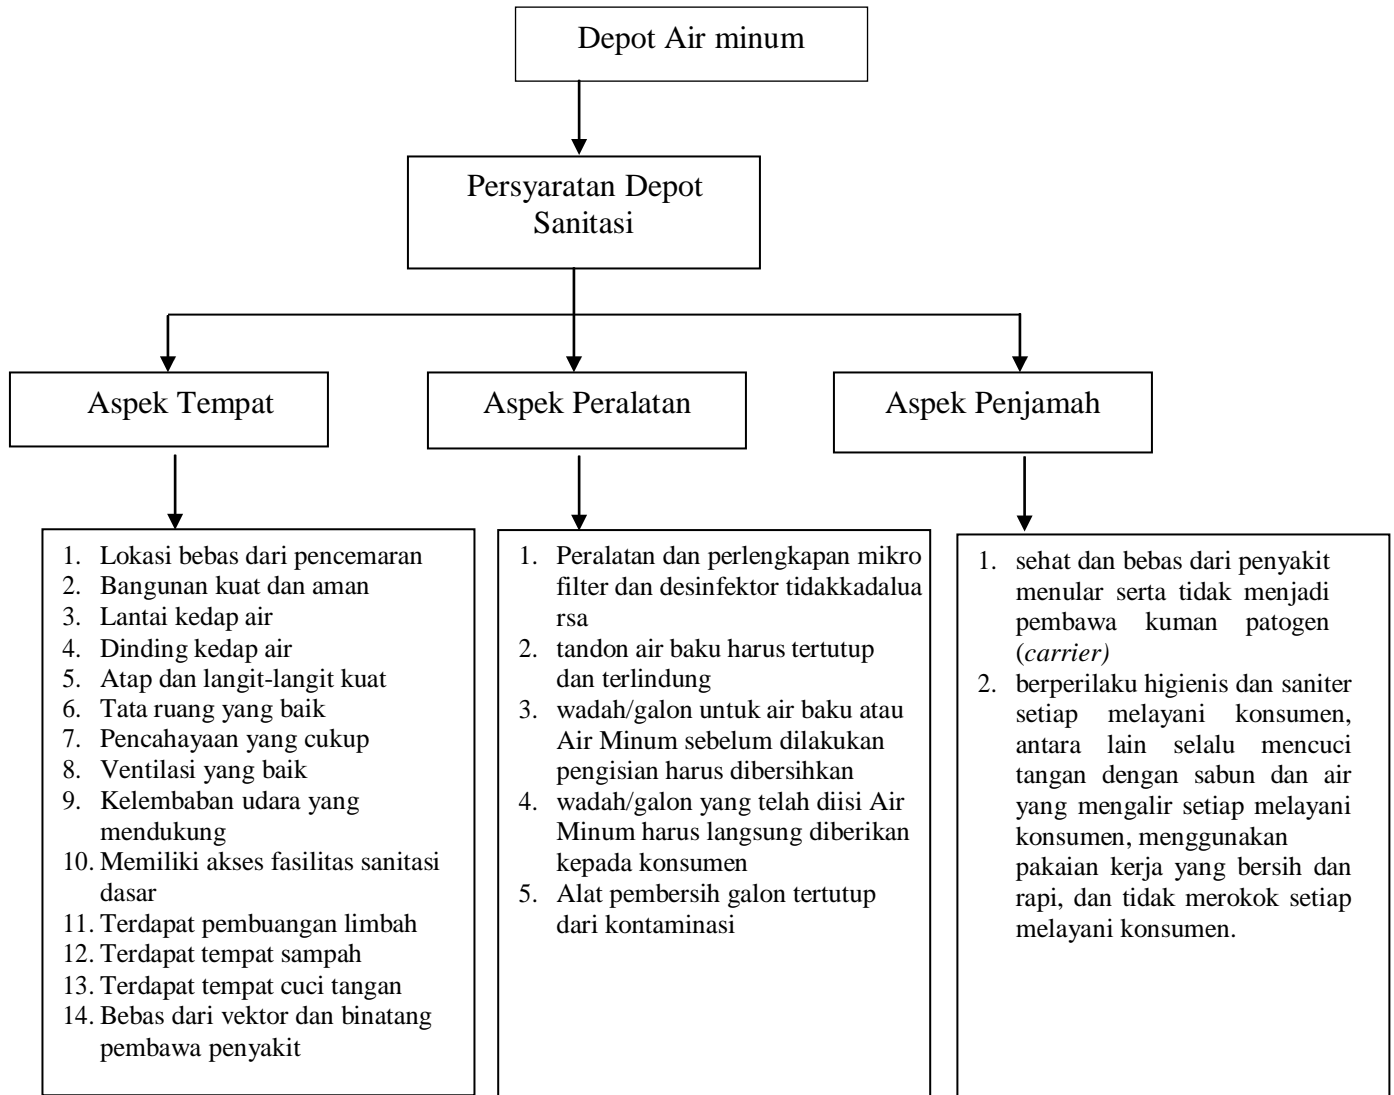 Depot Air minum
Persyaratan Depot
Sanitasi
Aspek Tempat
Aspek Peralatan
Aspek Penjamah
1. Lokasi bebas dari pencemaran
2. Bangunan kuat dan aman
3. Lantai kedap air
4. Dinding kedap air
5. Atap dan langit-langit kuat
6. Tata ruang yang baik
7. Pencahayaan yang cukup
8. Ventilasi yang baik
9. Kelembaban udara yang
mendukung
10. Memiliki akses fasilitas sanitasi
dasar
11. Terdapat pembuangan limbah
12. Terdapat tempat sampah
13. Terdapat tempat cuci tangan
14. Bebas dari vektor dan binatang
pembawa penyakit
1. Peralatan dan perlengkapan mikro
filter dan desinfektor tidakkadalua
rsa
2. tandon air baku harus tertutup
dan terlindung
3. wadah/galon untuk air baku atau
Air Minum sebelum dilakukan
pengisian harus dibersihkan
4. wadah/galon yang telah diisi Air
Minum harus langsung diberikan
kepada konsumen
5. Alat pembersih galon tertutup
dari kontaminasi
1. sehat dan bebas dari penyakit
menular serta tidak menjadi
pembawa kuman patogen
(carrier)
2. berperilaku higienis dan saniter
setiap melayani konsumen,
antara lain selalu mencuci
tangan dengan sabun dan air
yang mengalir setiap melayani
konsumen, menggunakan
pakaian kerja yang bersih dan
rapi, dan tidak merokok setiap
melayani konsumen.